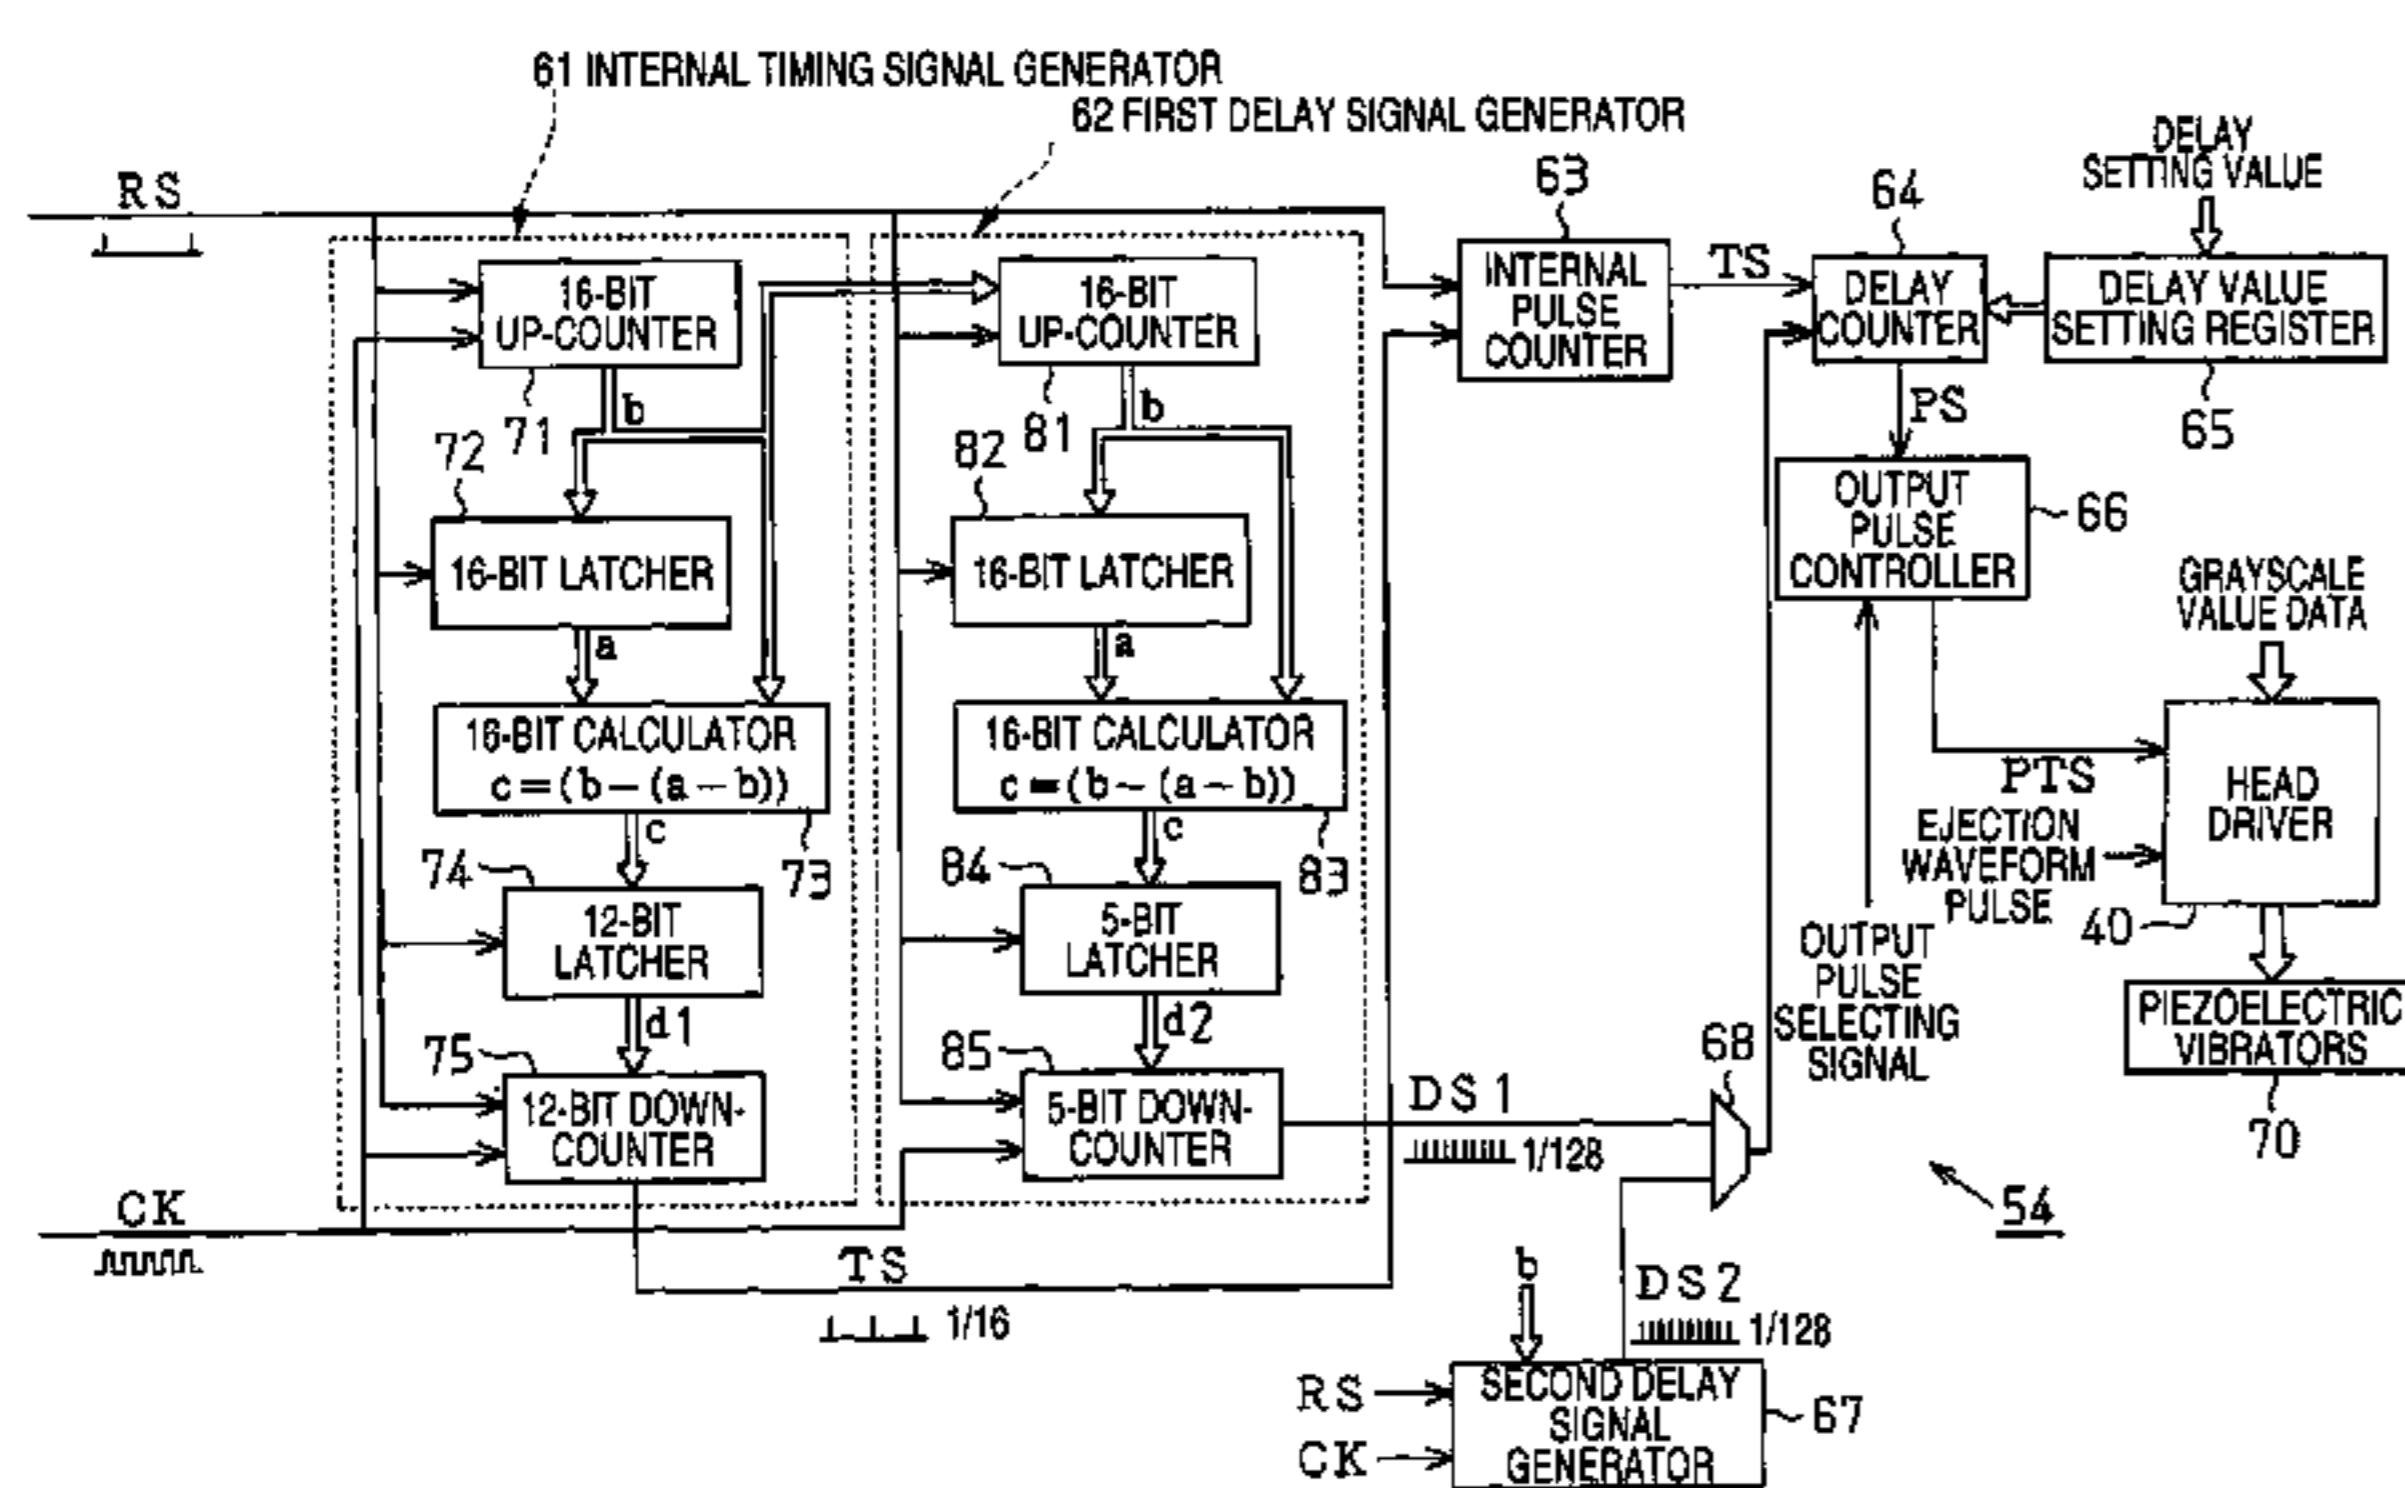 61 INTERNAL TIMING SIGNAL GENERATOR
62 FIRST DELAY SIGNAL GENERATOR
RS
63
64
DELAY
SETTING VALUE
16-BIT
UP-COUNTER
71
b
16-BIT
UP-COUNTER
81
b
INTERNAL
PULSE
COUNTER
TS
DELAY
COUNTER
DELAY VALUE
SETTING REGISTER
65
PS
72
16-BIT LATCHER
a
82
16-BIT LATCHER
a
OUTPUT
PULSE
CONTROLLER
66
GRAYSCALE
VALUE DATA
16-BIT CALCULATOR
c=(b-(a-b))
73
c
16-BIT CALCULATOR
c=(b-(a-b))
83
c
PTS
EJECTION
WAVEFORM
PULSE
HEAD
DRIVER
40
74
12-BIT
LATCHER
d1
84
5-BIT
LATCHER
d2
OUTPUT
PULSE
SELECTING
SIGNAL
PIEZOELECTRIC
VIBRATORS
70
75
12-BIT DOWN-
COUNTER
85
5-BIT DOWN-
COUNTER
DS1
1/128
68
54
CK
TS
1/16
b
DS2
1/128
RS
CK
SECOND DELAY
SIGNAL
GENERATOR
67